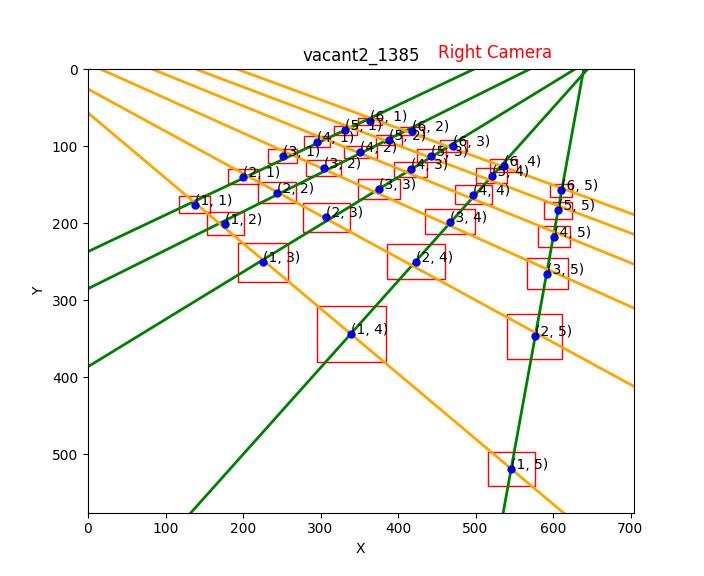 vacant2_1385 Right Camera
0
100
200
300
400
500
Y
(6, 1)
(5, 1) (6, 2)
(4, 1) (5, 2) (6, 3)
(3, 1) (4, 2) (5, 3) (6, 4)
(2, 1) (3, 2) (4, 3) (5, 4)
(1, 1) (2, 2) (3, 3) (4, 4) (6, 5)
(1, 2) (2, 3) (3, 4) (5, 5)
(1, 3) (2, 4) (4, 5)
(3, 5)
(1, 4) (2, 5)
(1, 5)
0 100 200 300 400 500 600 700
X